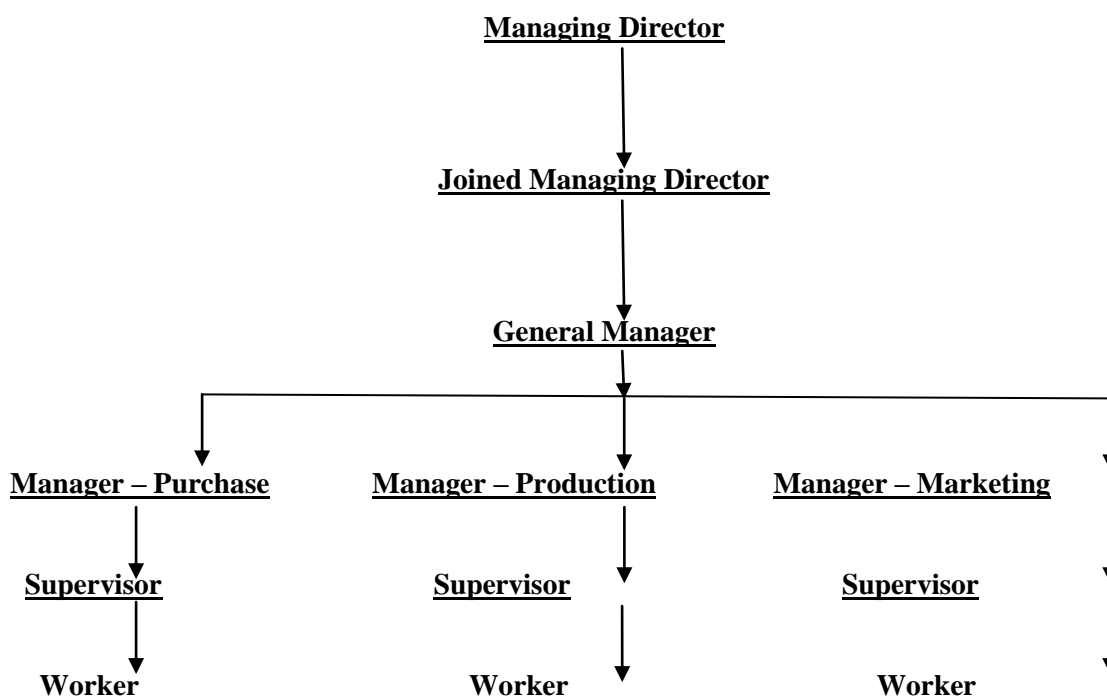 Managing Director
Joined Managing Director
General Manager
Manager – Purchase Manager – Production Manager – Marketing
Supervisor Supervisor Supervisor
Worker Worker Worker